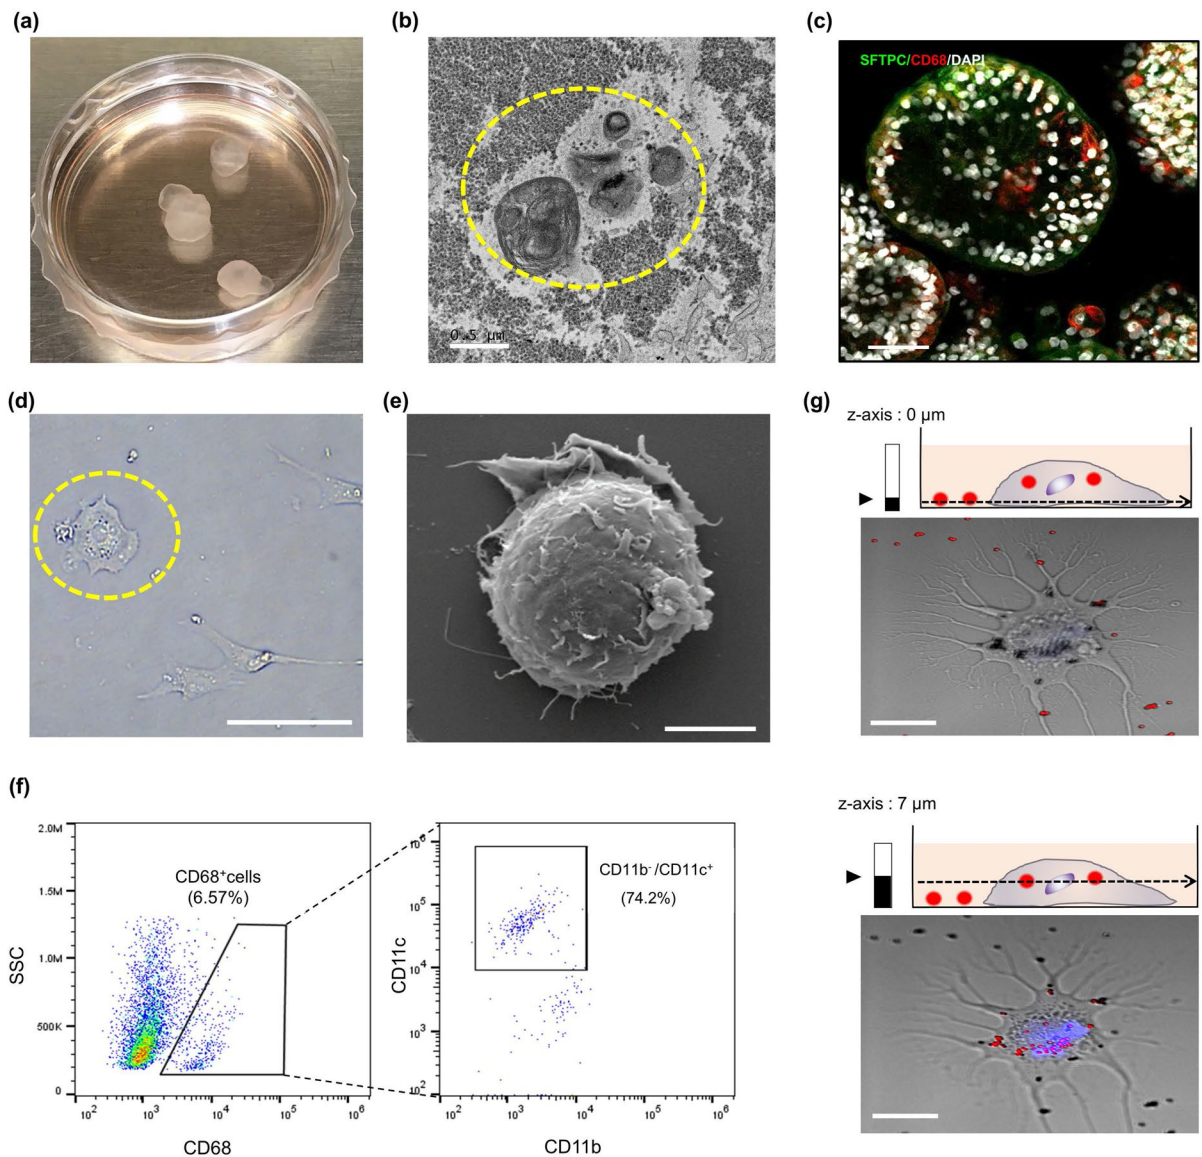 (a)
(b)
0.5 µm
(c)
SFTPC/CD68/DAPI
(d)
(e)
(g)
z-axis : 0 µm
z-axis : 7 µm
(f)
2.0M
1.5M
1.0M
500K
0
SSC
CD68⁺cells
(6.57%)
10² 10³ 10⁴ 10⁵ 10⁶
CD68
10⁶
10⁵
10⁴
10³
10²
CD11c
CD11b⁻/CD11c⁺
(74.2%)
10² 10³ 10⁴ 10⁵ 10⁶
CD11b